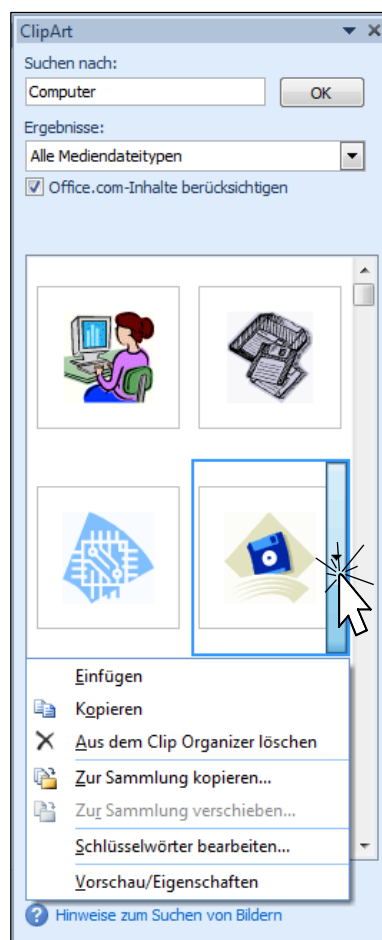 ClipArt
Suchen nach:
Computer
OK
Ergebnisse:
Alle Mediendateitypen
Office.com-Inhalte berücksichtigen
Einfügen
Kopieren
Aus dem Clip Organizer löschen
Zur Sammlung kopieren...
Zur Sammlung verschieben...
Schlüsselwörter bearbeiten...
Vorschau/Eigenschaften
Hinweise zum Suchen von Bildern